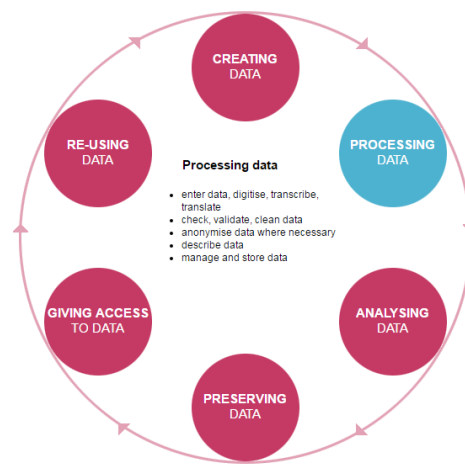 CREATING
DATA
RE-USING
DATA
PROCESSING
DATA
Processing data
• enter data, digitise, transcribe,
translate
• check, validate, clean data
• anonymise data where necessary
• describe data
• manage and store data
GIVING ACCESS
TO DATA
ANALYSING
DATA
PRESERVING
DATA